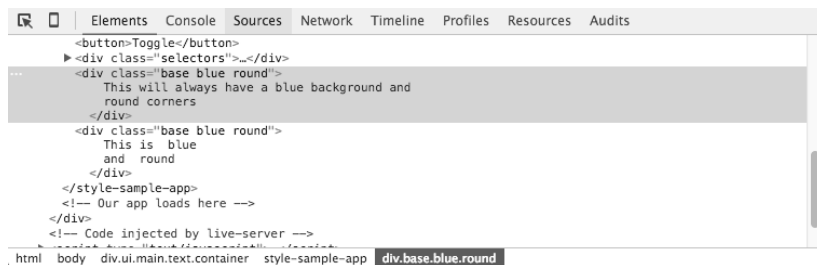 Elements Console Sources Network Timeline Profiles Resources Audits
<button>Toggle</button>
▶<div class="selectors">…</div>
<div class="base blue round">
This will always have a blue background and
round corners
</div>
<div class="base blue round">
This is  blue
and  round
</div>
</style-sample-app>
<!-- Our app loads here -->
</div>
<!-- Code injected by live-server -->
html body div.ui.main.text.container style-sample-app div.base.blue.round